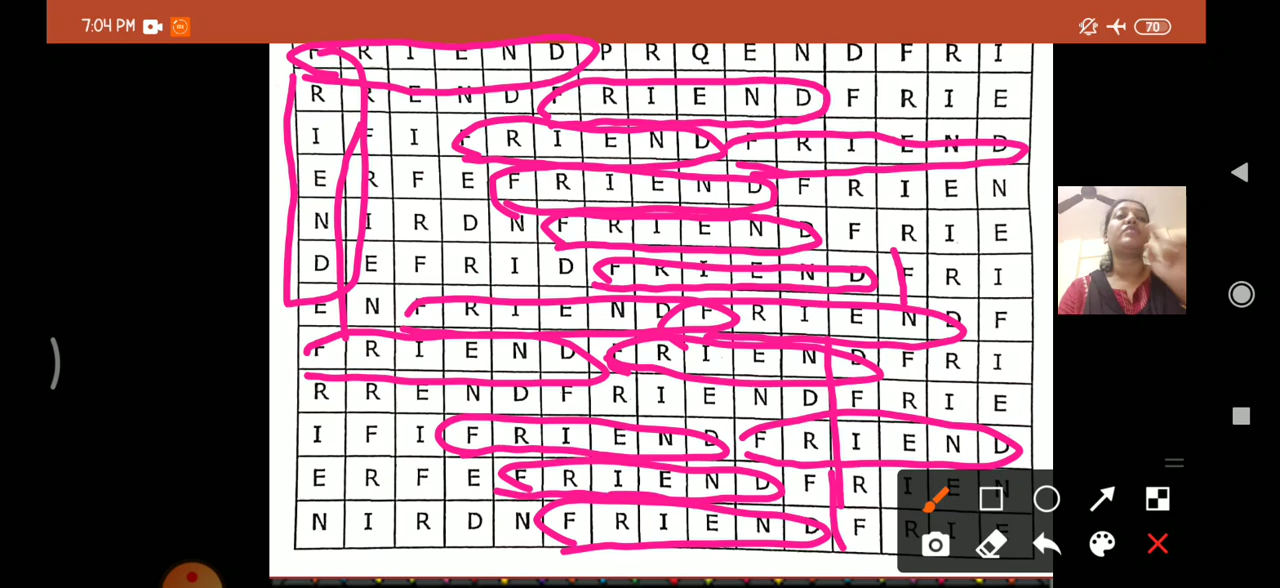 7:04 PM 70
F R I E N D P R Q E N D F R I
R R E N D F R I E N D F R I E
I F I F R I E N D F R I E N D
E R F E F R I E N D F R I E N
N I R D N F R I E N D F R I E
D E F R I D F R I E N D F R I
E N F R I E N D F R I E N D F
F R I E N D F R I E N D F R I
R R E N D F R I E N D F R I E
I F I F R I E N D F R I E N D
E R F E F R I E N D F R I E N
N I R D N F R I E N D F R I E